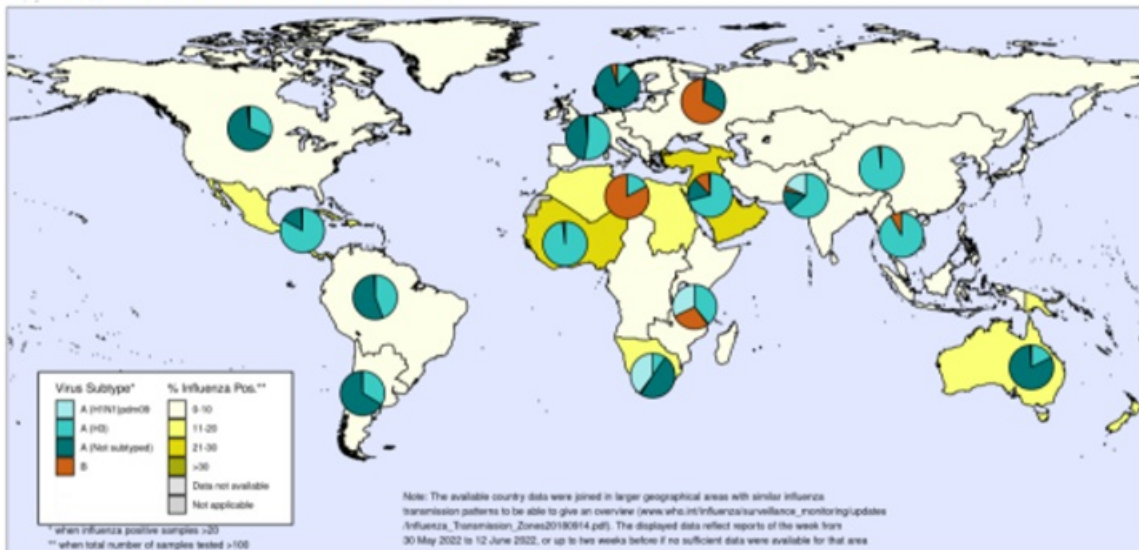 Virus Subtype*
A (H1N1)pdm09
A (H3)
A (Not subtyped)
B
% Influenza Pos.**
0-10
11-20
21-30
>30
Data not available
Not applicable
* when influenza positive samples >20
** when total number of samples tested >100
Note: The available country data were joined in larger geographical areas with similar influenza
transmission patterns to be able to give an overview (www.who.int/influenza/surveillance_monitoring/updates
/Influenza_Transmission_Zones20180914.pdf). The displayed data reflect reports of the week from
30 May 2022 to 12 June 2022, or up to two weeks before if no sufficient data were available for that area